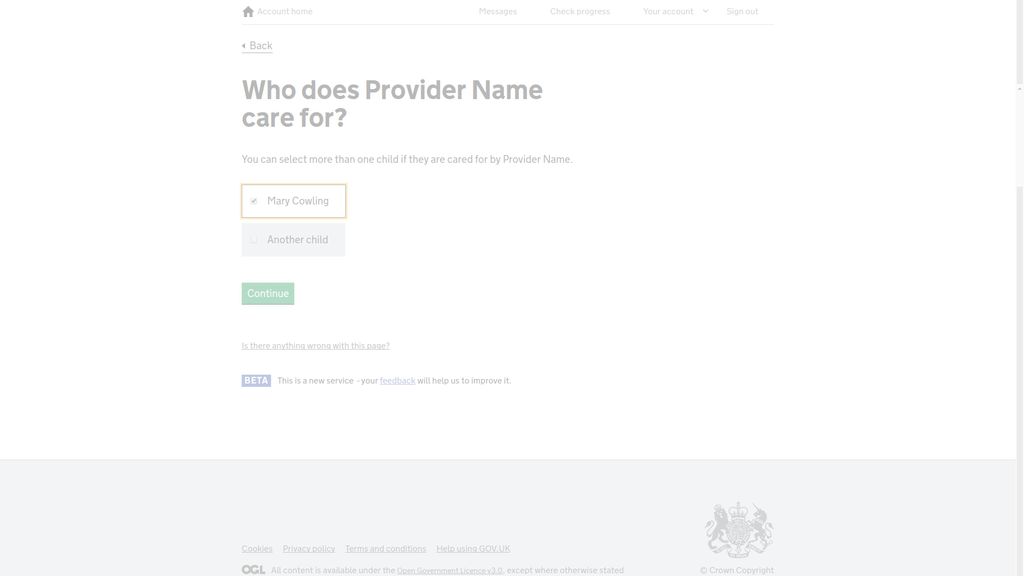 Account home Messages Check progress Your account Sign out
Back
Who does Provider Name
care for?
You can select more than one child if they are cared for by Provider Name.
Mary Cowling
Another child
Continue
Is there anything wrong with this page?
BETA This is a new service - your feedback will help us to improve it.
Cookies Privacy policy Terms and conditions Help using GOV.UK
OGL All content is available under the Open Government Licence v3.0, except where otherwise stated
© Crown Copyright